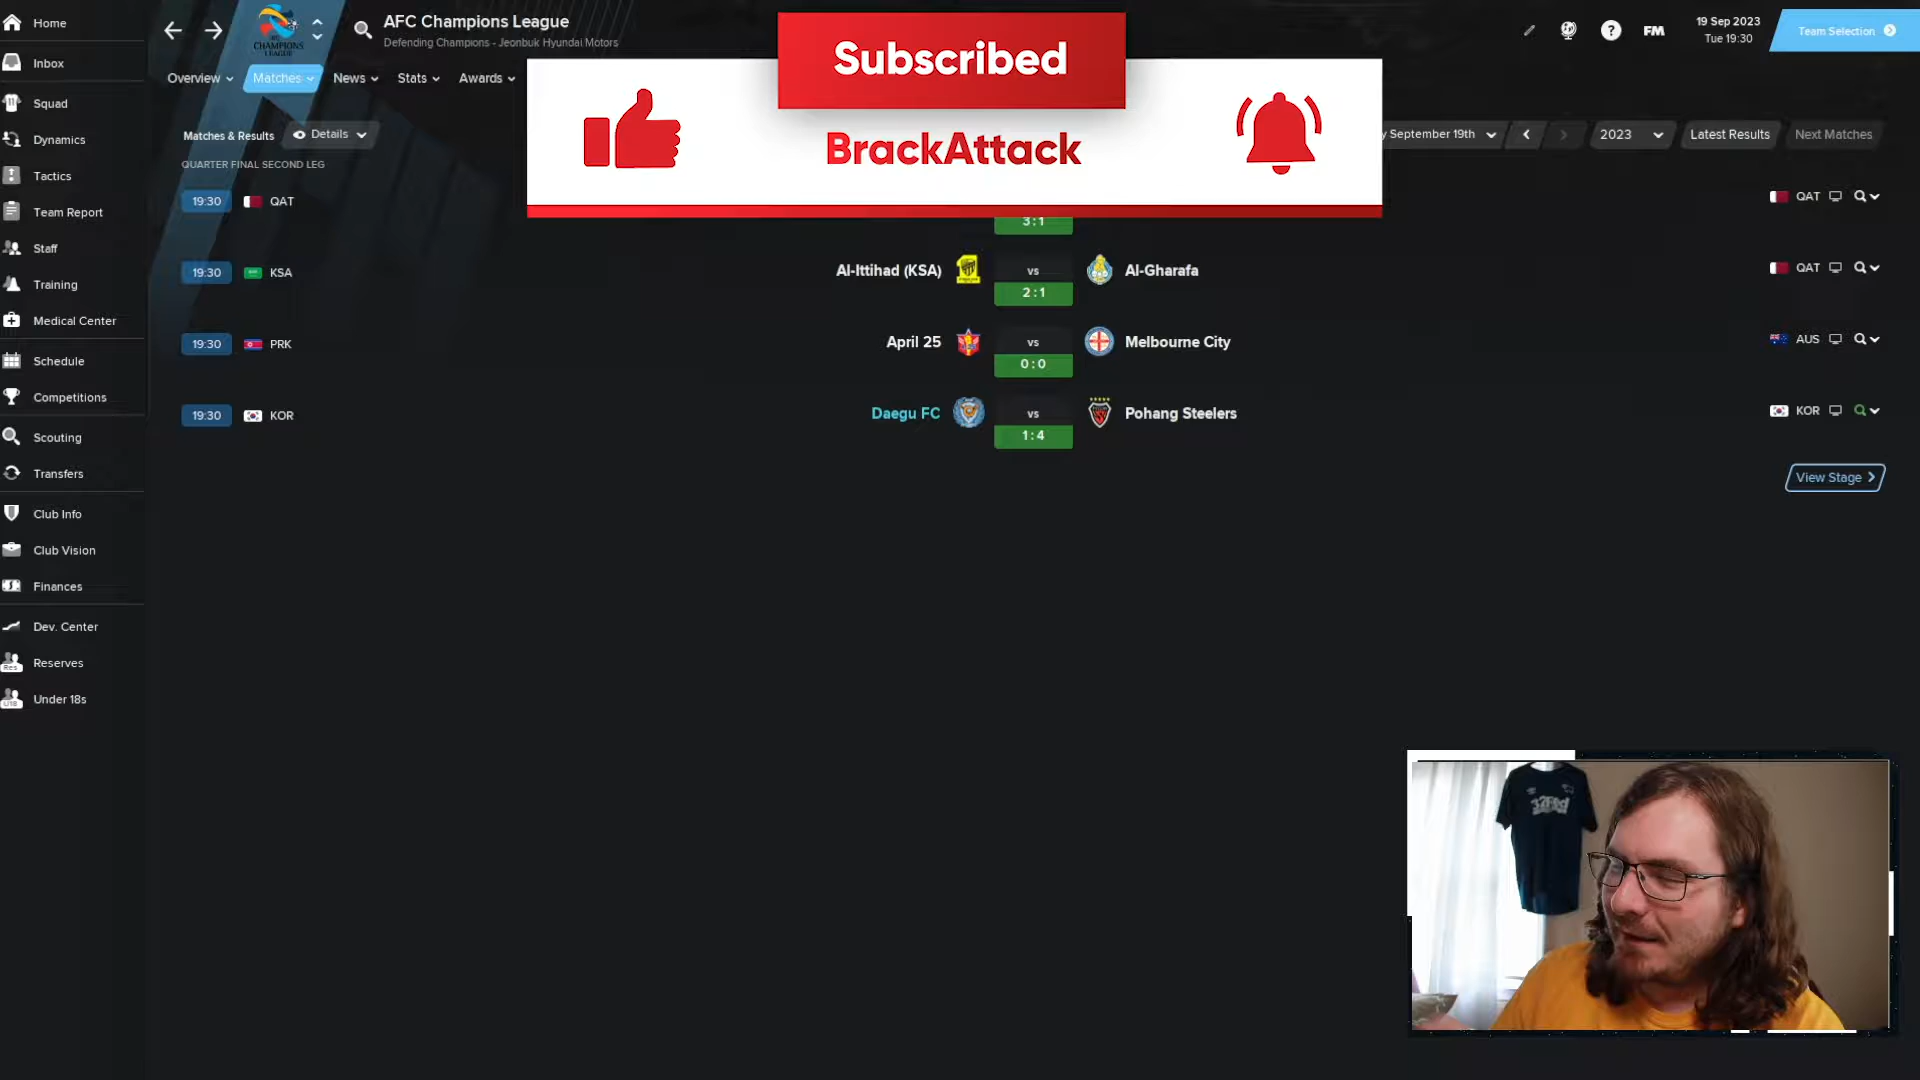 Home
Inbox
Squad
Dynamics
Tactics
Team Report
Staff
Training
Medical Center
Schedule
Competitions
Scouting
Transfers
Club Info
Club Vision
Finances
Dev. Center
Reserves
Under 18s
CHAMPIONS LEAGUE
AFC Champions League
Defending Champions - Jeonbuk Hyundai Motors
FM
19 Sep 2023
Tue 19:30
Team Selection
Overview
Matches
News
Stats
Awards
Subscribed
BrackAttack
Matches & Results
Details
y September 19th
2023
Latest Results
Next Matches
QUARTER FINAL SECOND LEG
19:30 QAT
3:1
QAT
19:30 KSA Al-Ittihad (KSA) vs Al-Gharafa QAT
2:1
19:30 PRK April 25 vs Melbourne City AUS
0:0
19:30 KOR Daegu FC vs Pohang Steelers KOR
1:4
View Stage